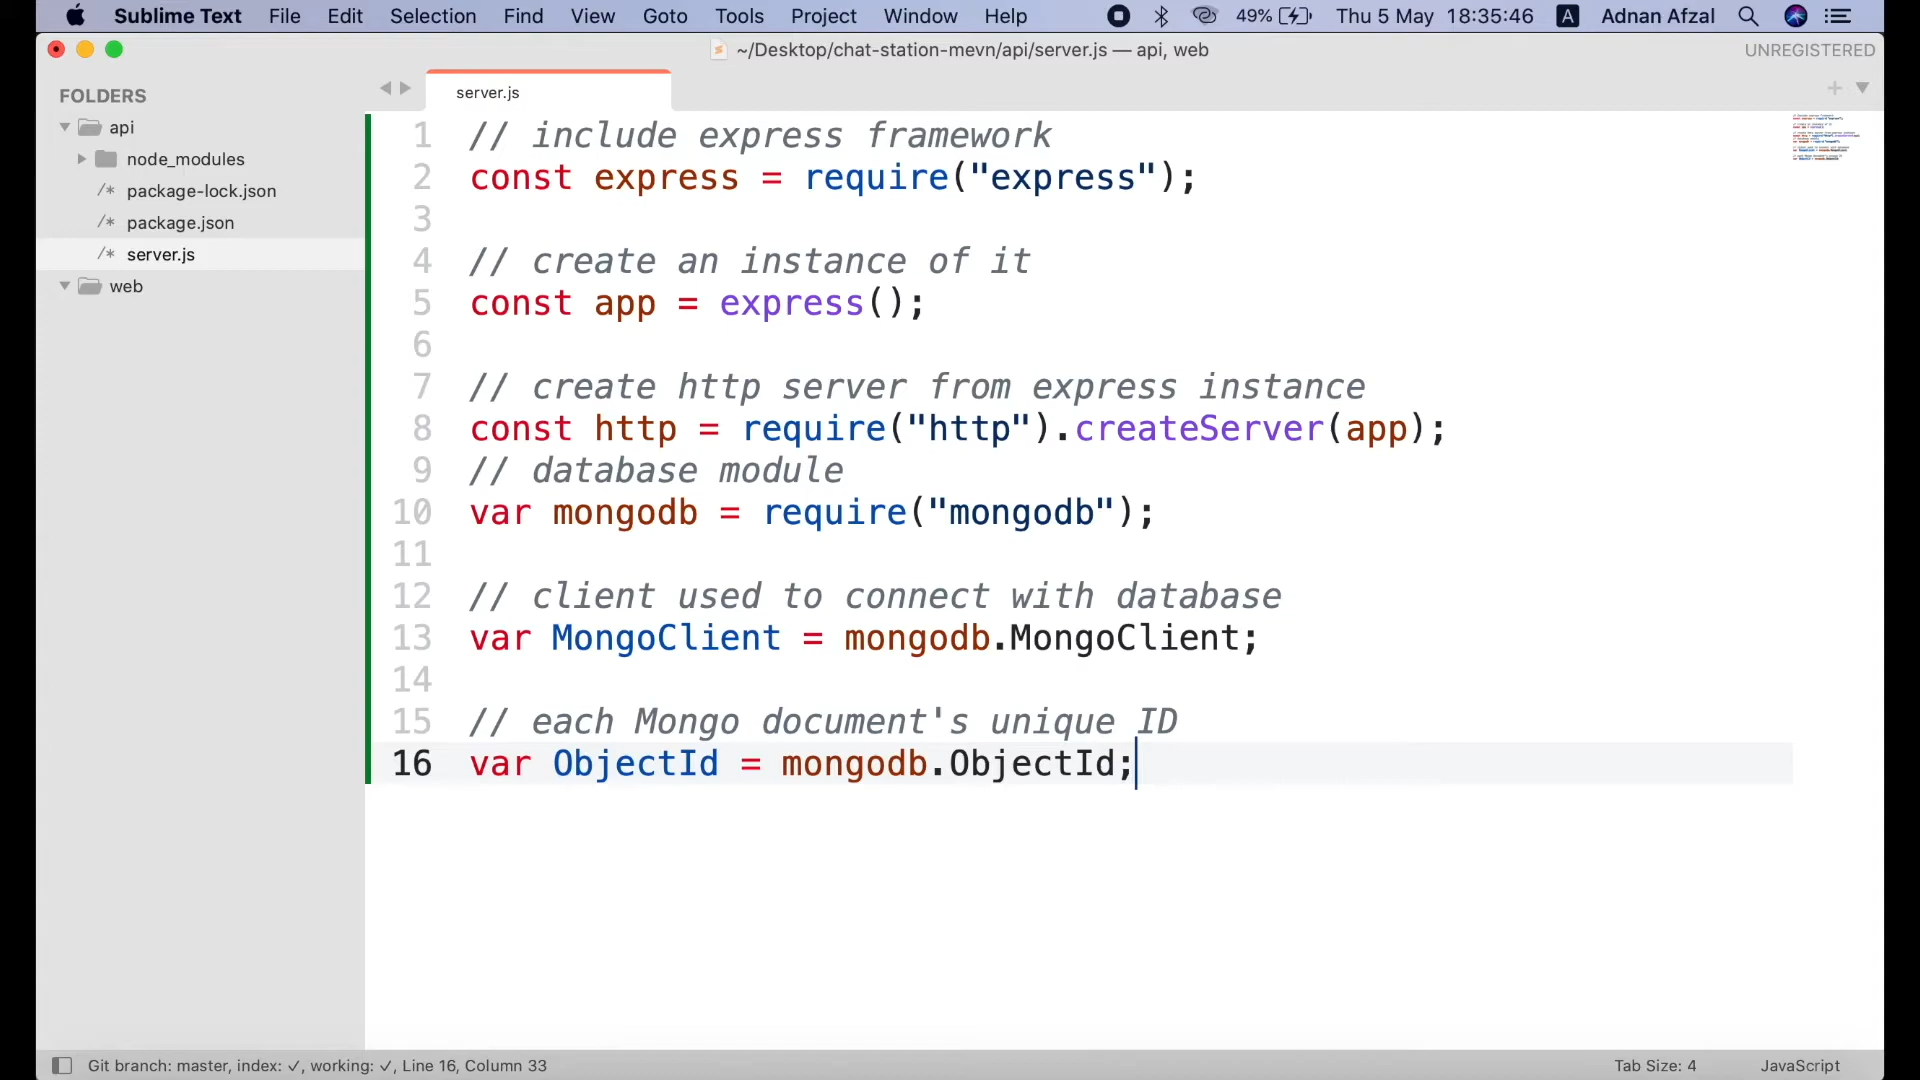 Sublime Text File Edit Selection Find View Goto Tools Project Window Help 49% Thu 5 May 18:35:46 A Adnan Afzal
~/Desktop/chat-station-mevn/api/server.js — api, web UNREGISTERED
FOLDERS
api
node_modules
/* package-lock.json
/* package.json
/* server.js
web
server.js
1 // include express framework
2 const express = require("express");
3
4 // create an instance of it
5 const app = express();
6
7 // create http server from express instance
8 const http = require("http").createServer(app);
9 // database module
10 var mongodb = require("mongodb");
11
12 // client used to connect with database
13 var MongoClient = mongodb.MongoClient;
14
15 // each Mongo document's unique ID
16 var ObjectId = mongodb.ObjectId;
Git branch: master, index: ✓, working: ✓, Line 16, Column 33 Tab Size: 4 JavaScript